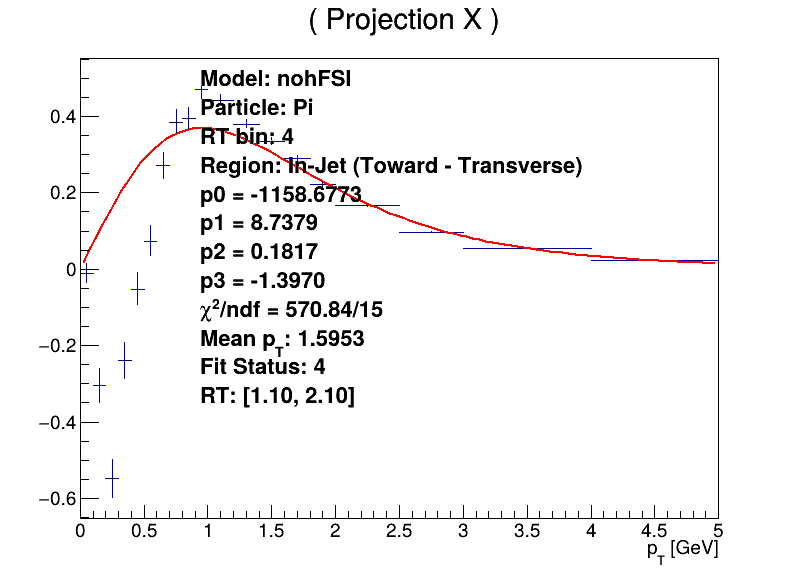 ( Projection X )
Model: nohFSI
Particle: Pi
RT bin: 4
Region: In-Jet (Toward - Transverse)
p0 = -1158.6773
p1 = 8.7379
p2 = 0.1817
p3 = -1.3970
χ²/ndf = 570.84/15
Mean p_T: 1.5953
Fit Status: 4
RT: [1.10, 2.10]
0.4
0.2
0
−0.2
−0.4
−0.6
0 0.5 1 1.5 2 2.5 3 3.5 4 4.5 5
p_T [GeV]